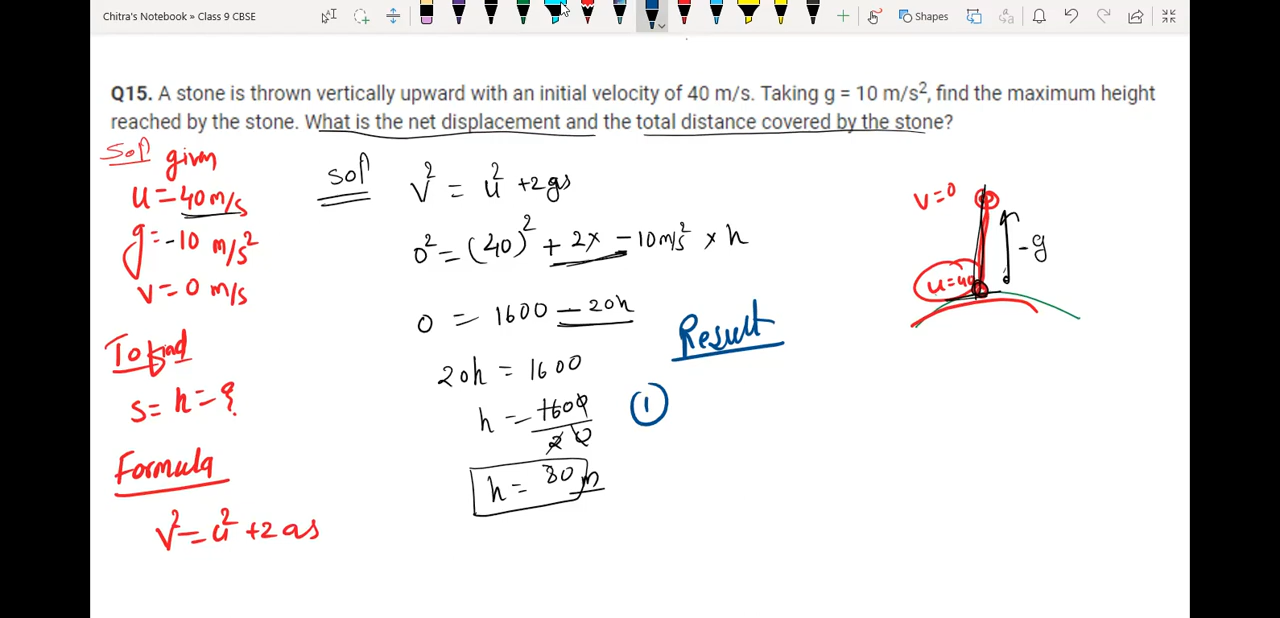 Chitra's Notebook » Class 9 CBSE
Shapes
Q15. A stone is thrown vertically upward with an initial velocity of 40 m/s. Taking g = 10 m/s², find the maximum height
reached by the stone. What is the net displacement and the total distance covered by the stone?
Sol given
u = 40 m/s
g = -10 m/s²
v = 0 m/s
To find
s = h = ?
Formula
v² = u² + 2as
Sol
v² = u² + 2gs
0² = (40)² + 2x -10m/s² × h
0 = 1600 - 20h
20h = 1600
h = 1600
20
h = 80 m
Result
1
v=0
-g
u=40